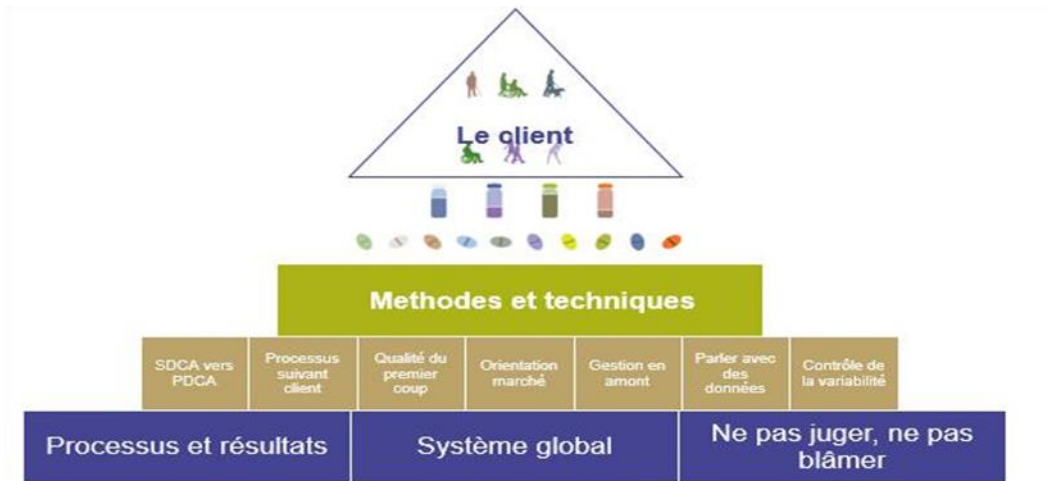 Le client
Methodes et techniques
SDCA vers
PDCA
Processus
suivant
client
Qualité du
premier
coup
Orientation
marché
Gestion en
amont
Parler avec
des
données
Contrôle de
la variabilité
Processus et résultats
Système global
Ne pas juger, ne pas
blâmer